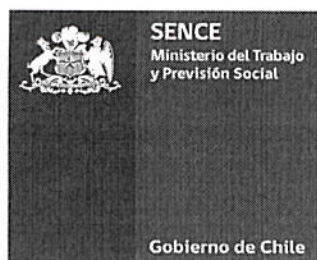 SENCE
Ministerio del Trabajo
y Previsión Social
Gobierno de Chile